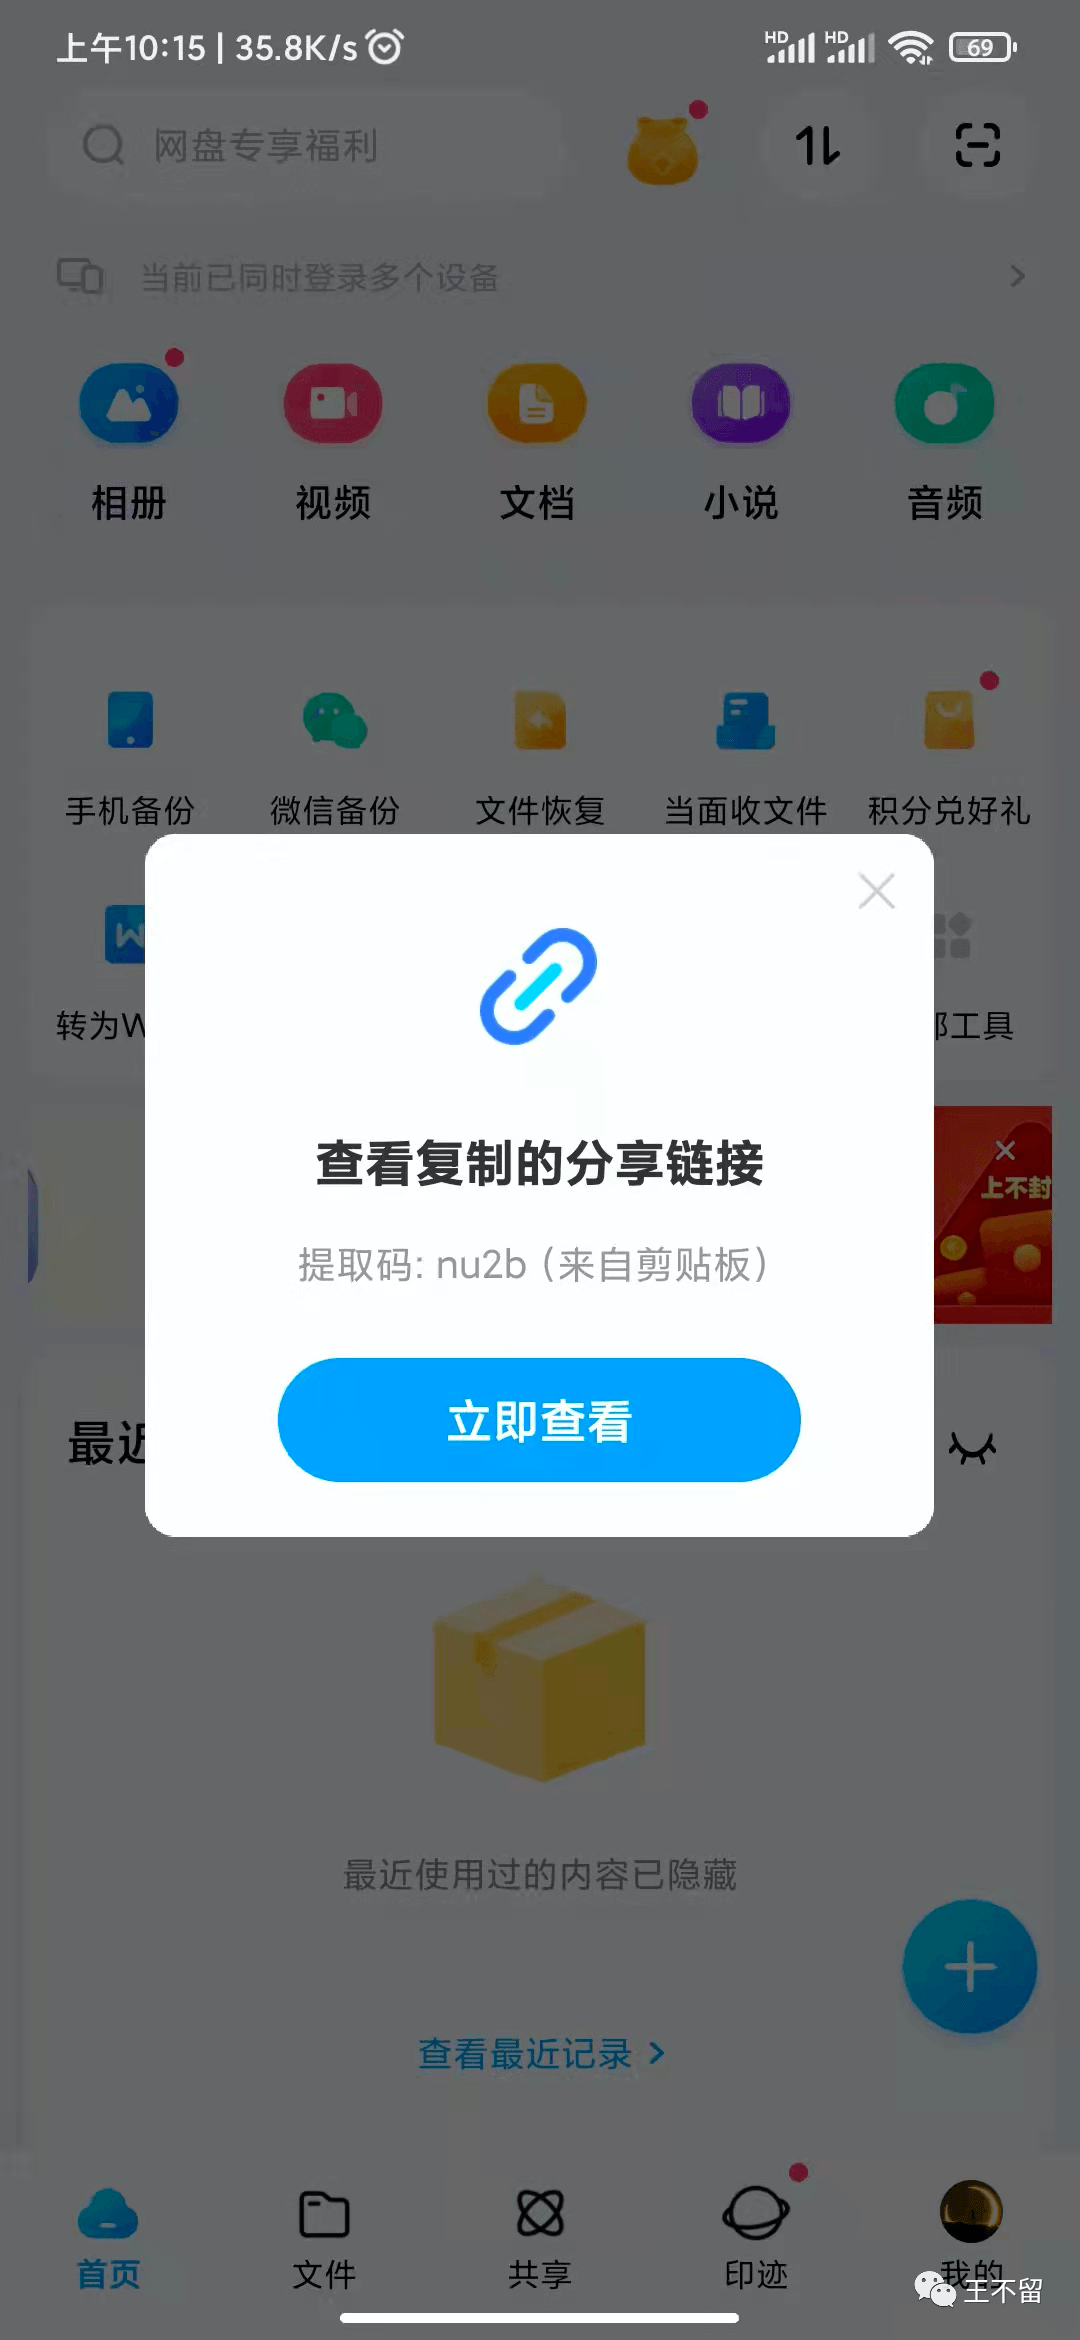 上午10:15 | 35.8K/s
HD HD 69
网盘专享福利
当前已同时登录多个设备
相册 视频 文档 小说 音频
手机备份 微信备份 文件恢复 当面收文件 积分兑好礼
W
转为W 部工具
查看复制的分享链接
提取码: nu2b（来自剪贴板）
上不封
立即查看
最近
最近使用过的内容已隐藏
查看最近记录 >
首页 文件 共享 印迹 我的
王不留